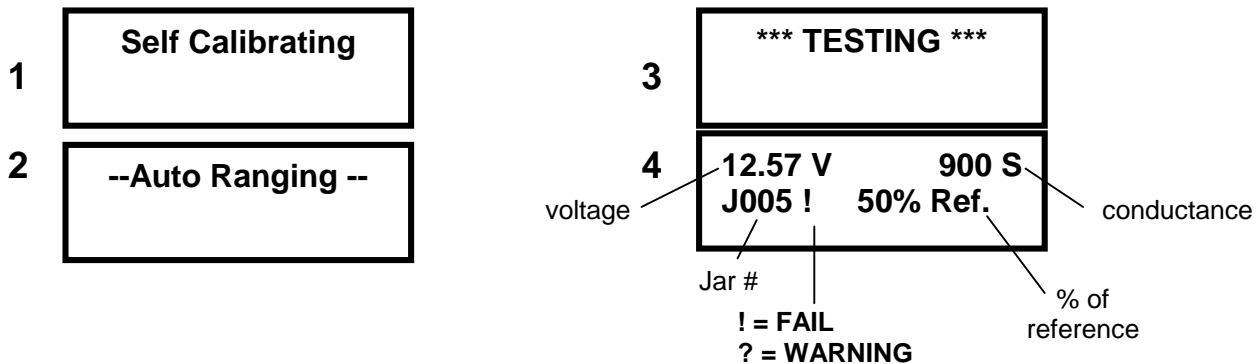 1
Self Calibrating
2
--Auto Ranging --
3
*** TESTING ***
4
12.57 V 900 S
J005 ! 50% Ref.
voltage
conductance
Jar #
% of
reference
! = FAIL
? = WARNING